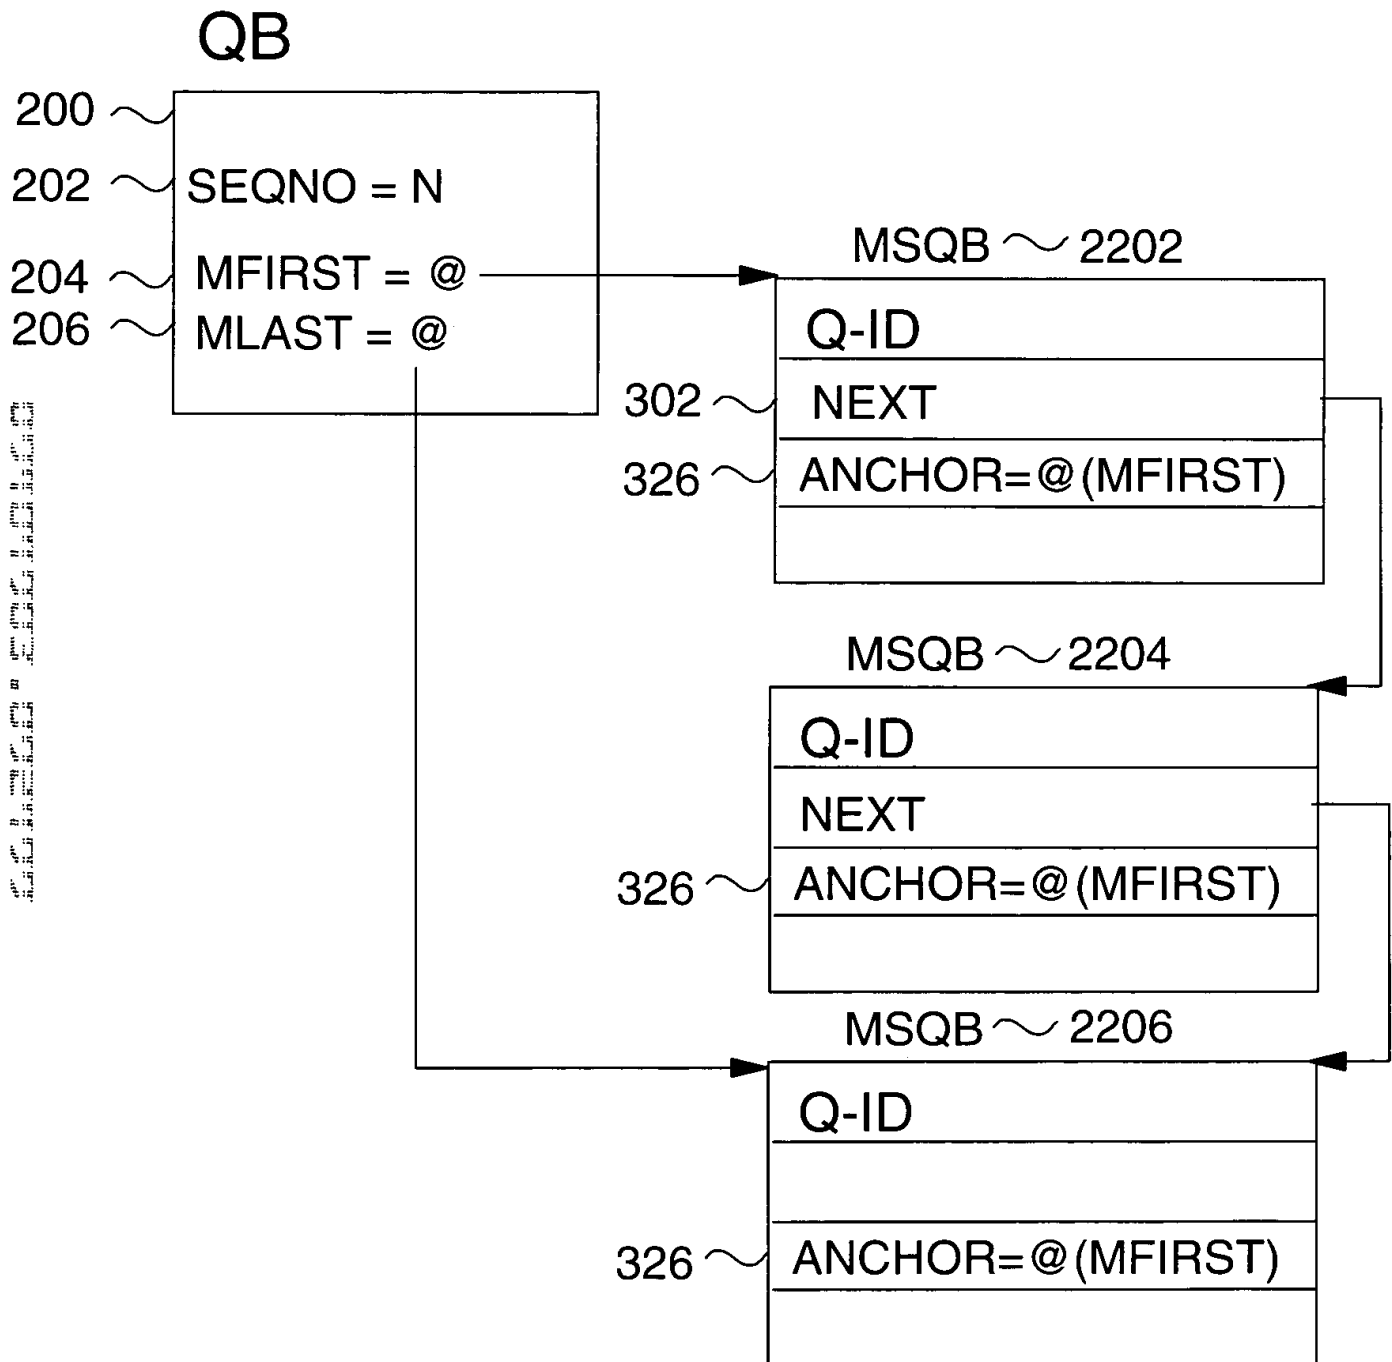 QB
200
202 SEQNO = N
204 MFIRST = @
206 MLAST = @
MSQB 2202
Q-ID
302 NEXT
326 ANCHOR=@(MFIRST)
MSQB 2204
Q-ID
NEXT
326 ANCHOR=@(MFIRST)
MSQB 2206
Q-ID
326 ANCHOR=@(MFIRST)